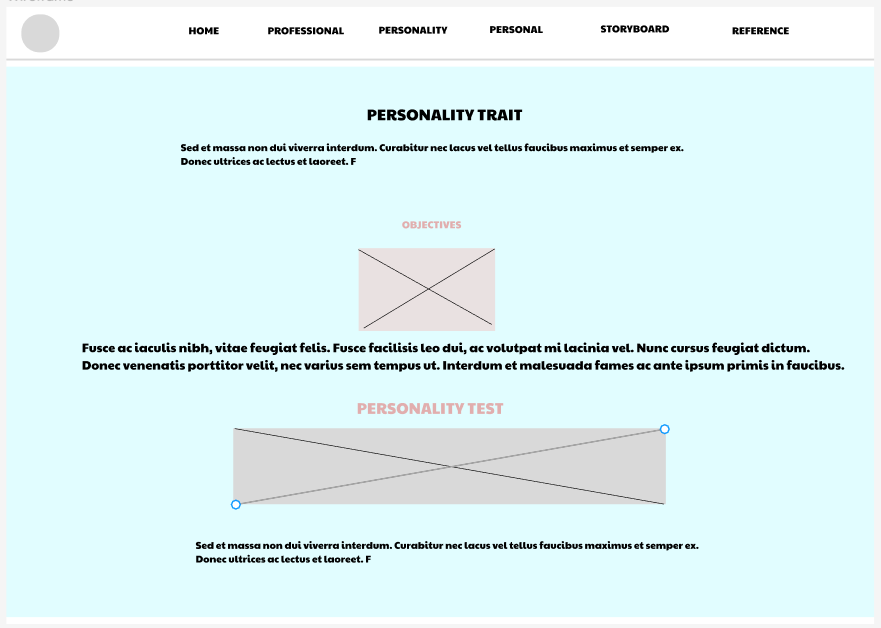 HOME PROFESSIONAL PERSONALITY PERSONAL STORYBOARD REFERENCE
PERSONALITY TRAIT
Sed et massa non dui viverra interdum. Curabitur nec lacus vel tellus faucibus maximus et semper ex.
Donec ultrices ac lectus et laoreet. F
OBJECTIVES
Fusce ac iaculis nibh, vitae feugiat felis. Fusce facilisis leo dui, ac volutpat mi lacinia vel. Nunc cursus feugiat dictum.
Donec venenatis porttitor velit, nec varius sem tempus ut. Interdum et malesuada fames ac ante ipsum primis in faucibus.
PERSONALITY TEST
Sed et massa non dui viverra interdum. Curabitur nec lacus vel tellus faucibus maximus et semper ex.
Donec ultrices ac lectus et laoreet. F